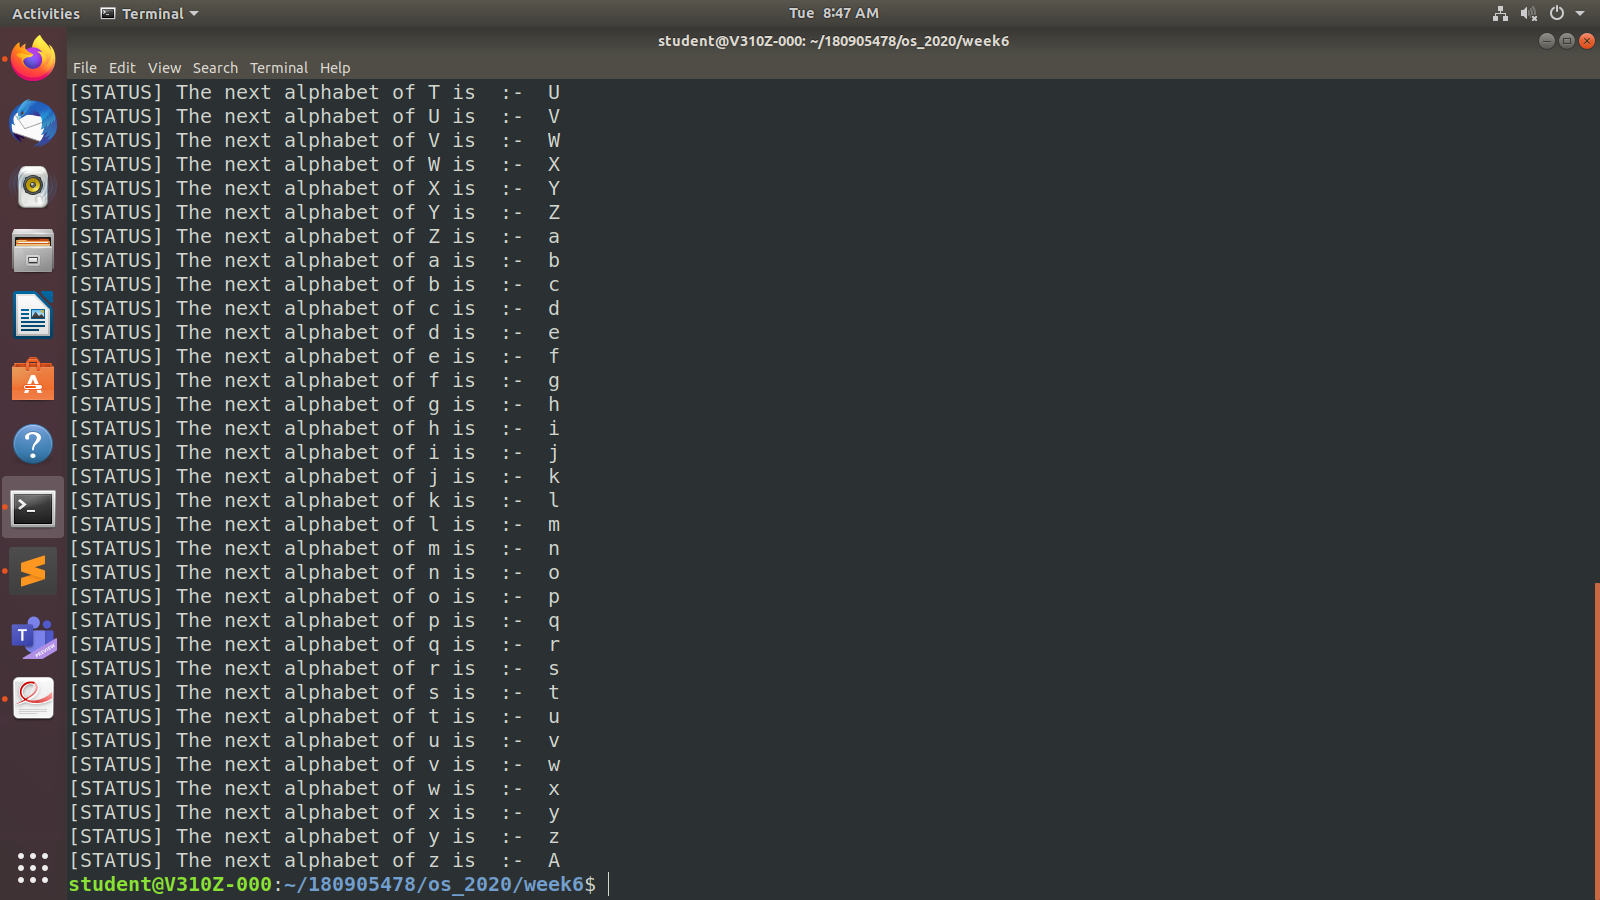 Activities Terminal Tue 8:47 AM
student@V310Z-000: ~/180905478/os_2020/week6
File Edit View Search Terminal Help
[STATUS] The next alphabet of T is  :-  U
[STATUS] The next alphabet of U is  :-  V
[STATUS] The next alphabet of V is  :-  W
[STATUS] The next alphabet of W is  :-  X
[STATUS] The next alphabet of X is  :-  Y
[STATUS] The next alphabet of Y is  :-  Z
[STATUS] The next alphabet of Z is  :-  a
[STATUS] The next alphabet of a is  :-  b
[STATUS] The next alphabet of b is  :-  c
[STATUS] The next alphabet of c is  :-  d
[STATUS] The next alphabet of d is  :-  e
[STATUS] The next alphabet of e is  :-  f
[STATUS] The next alphabet of f is  :-  g
[STATUS] The next alphabet of g is  :-  h
[STATUS] The next alphabet of h is  :-  i
[STATUS] The next alphabet of i is  :-  j
[STATUS] The next alphabet of j is  :-  k
[STATUS] The next alphabet of k is  :-  l
[STATUS] The next alphabet of l is  :-  m
[STATUS] The next alphabet of m is  :-  n
[STATUS] The next alphabet of n is  :-  o
[STATUS] The next alphabet of o is  :-  p
[STATUS] The next alphabet of p is  :-  q
[STATUS] The next alphabet of q is  :-  r
[STATUS] The next alphabet of r is  :-  s
[STATUS] The next alphabet of s is  :-  t
[STATUS] The next alphabet of t is  :-  u
[STATUS] The next alphabet of u is  :-  v
[STATUS] The next alphabet of v is  :-  w
[STATUS] The next alphabet of w is  :-  x
[STATUS] The next alphabet of x is  :-  y
[STATUS] The next alphabet of y is  :-  z
[STATUS] The next alphabet of z is  :-  A
student@V310Z-000:~/180905478/os_2020/week6$
T
PREVIEW